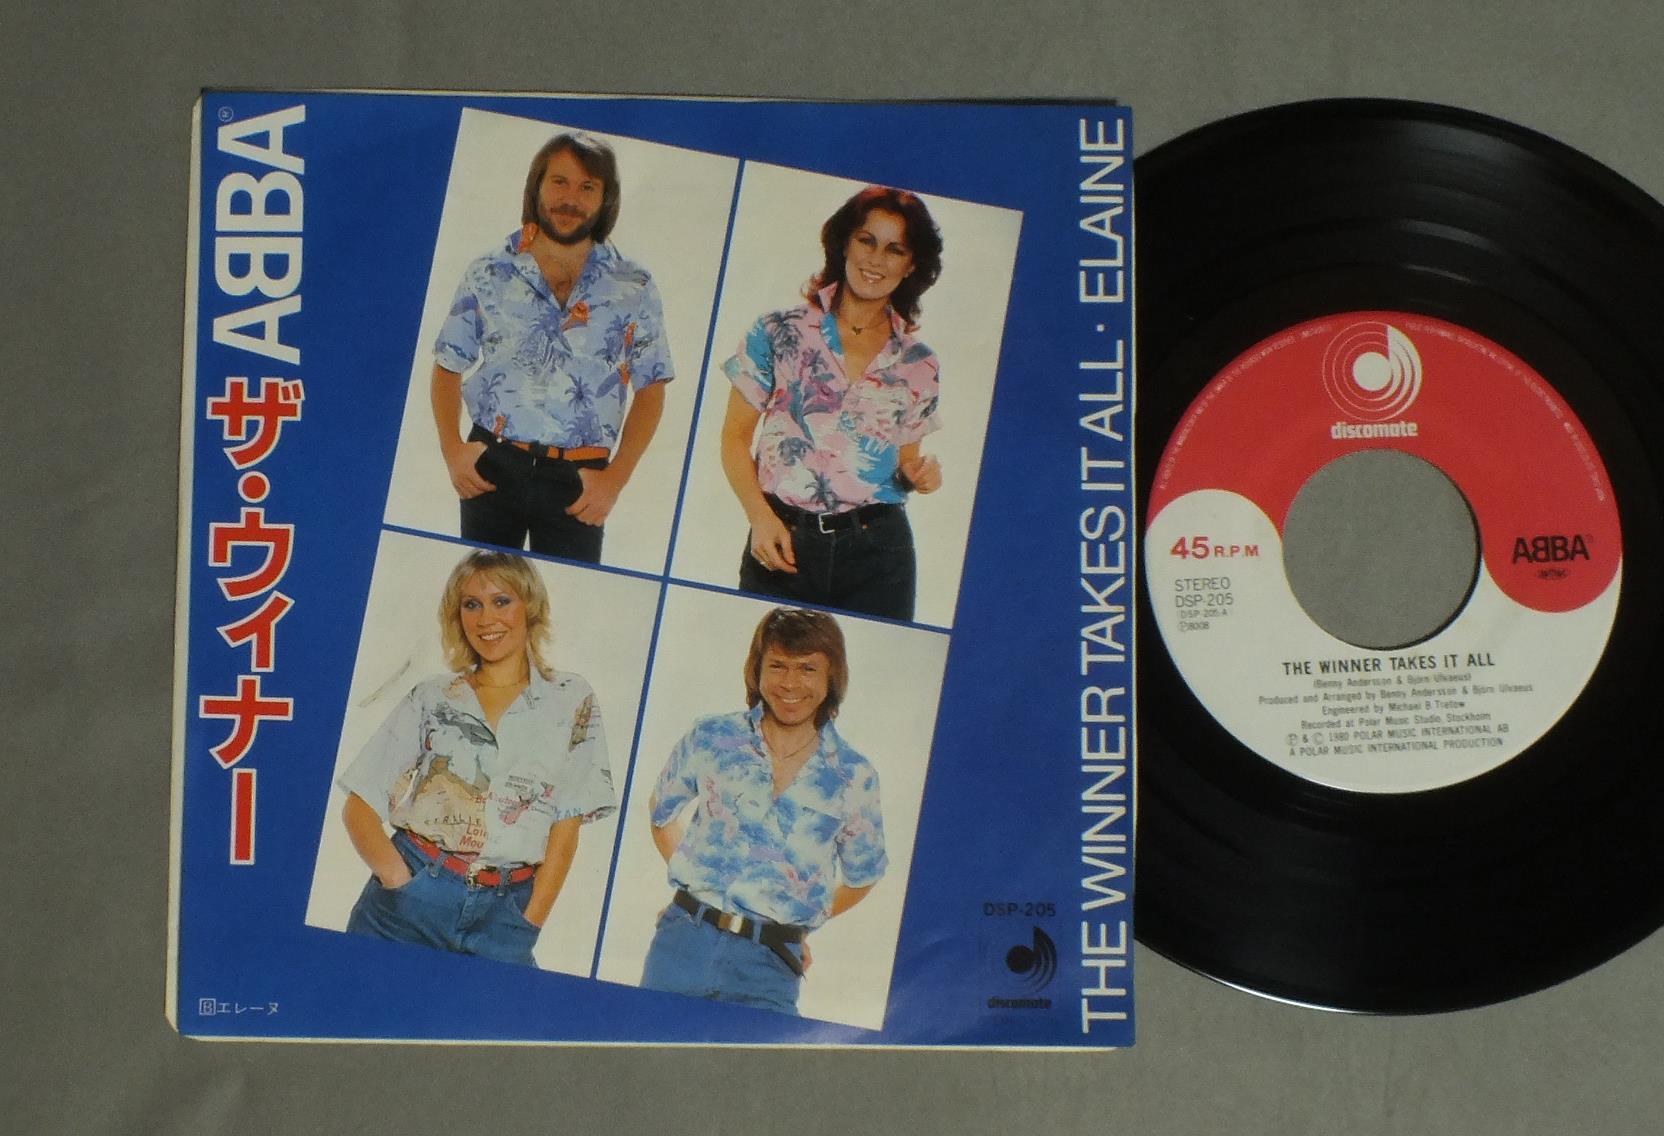 ABBA®
ザ・ウィナー
THE WINNER TAKES IT ALL · ELAINE
DSP-205
discomate
B エレーヌ
discomate
45 R.P.M
STEREO
DSP-205
(DSP-205-A)
Ⓟ8008
ABBA®
THE WINNER TAKES IT ALL
(Benny Andersson & Björn Ulvaeus)
Produced and Arranged by Benny Andersson & Björn Ulvaeus
Engineered by Michael B. Tretow
Recorded at Polar Music Studio, Stockholm
Ⓟ & © 1980 POLAR MUSIC INTERNATIONAL AB
A POLAR MUSIC INTERNATIONAL PRODUCTION